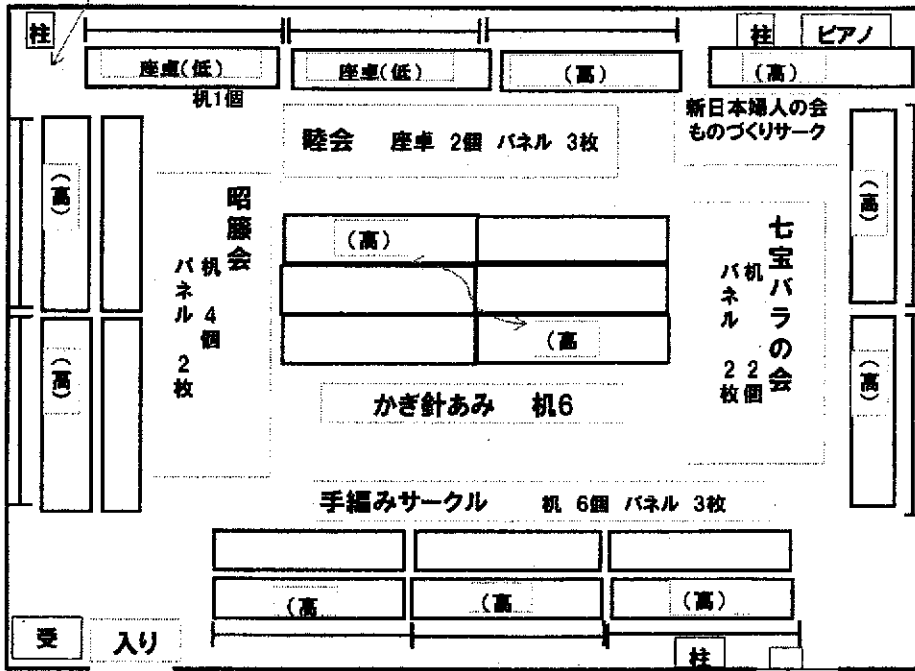 柱
柱
ピアノ
座卓(低)
座卓(低)
(高)
(高)
机1個
新日本婦人の会
ものづくりサーク
睦会 座卓 2個 パネル 3枚
(高)
(高)
昭籐会
机 4個
パネル 2枚
(高)
(高
七宝バラの会
机 2個
パネル 2枚
(高)
(高)
かぎ針あみ 机6
手編みサークル 机 6個 パネル 3枚
(高
(高
(高)
受
入り
柱